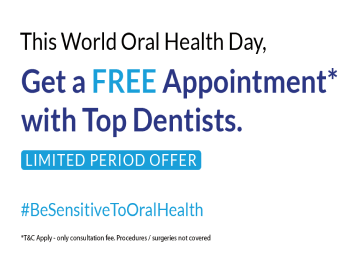 This World Oral Health Day,
Get a FREE Appointment*
with Top Dentists.
LIMITED PERIOD OFFER
#BeSensitiveToOralHealth
*T&C Apply - only consultation fee. Procedures / surgeries not covered